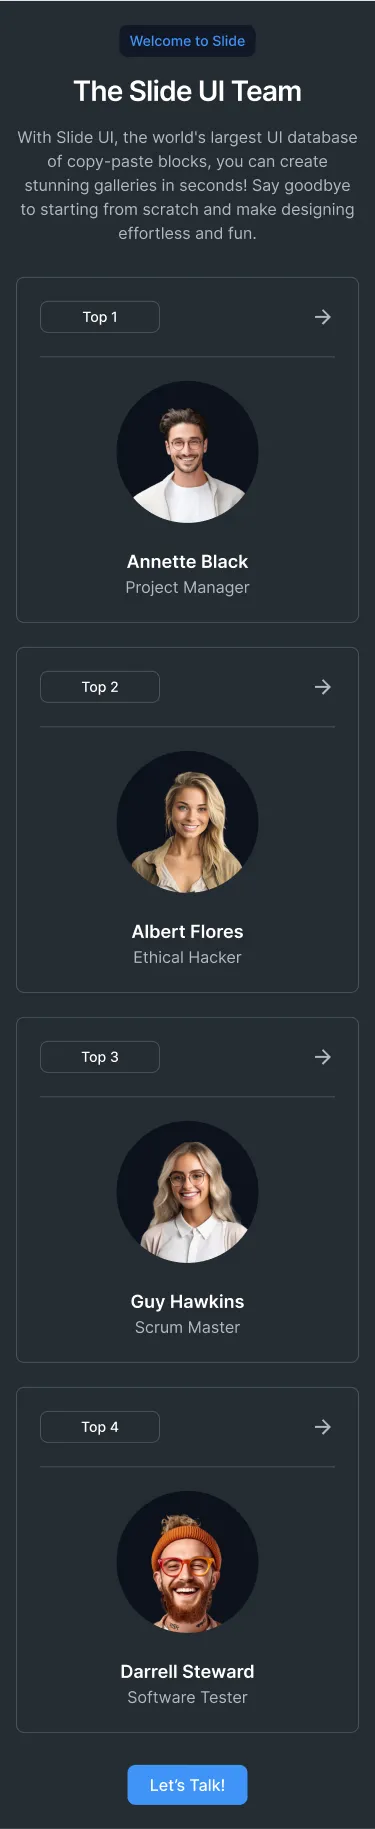 Welcome to Slide
The Slide UI Team
With Slide UI, the world's largest UI database
of copy-paste blocks, you can create
stunning galleries in seconds! Say goodbye
to starting from scratch and make designing
effortless and fun.
Top 1
Annette Black
Project Manager
Top 2
Albert Flores
Ethical Hacker
Top 3
Guy Hawkins
Scrum Master
Top 4
Darrell Steward
Software Tester
Let’s Talk!